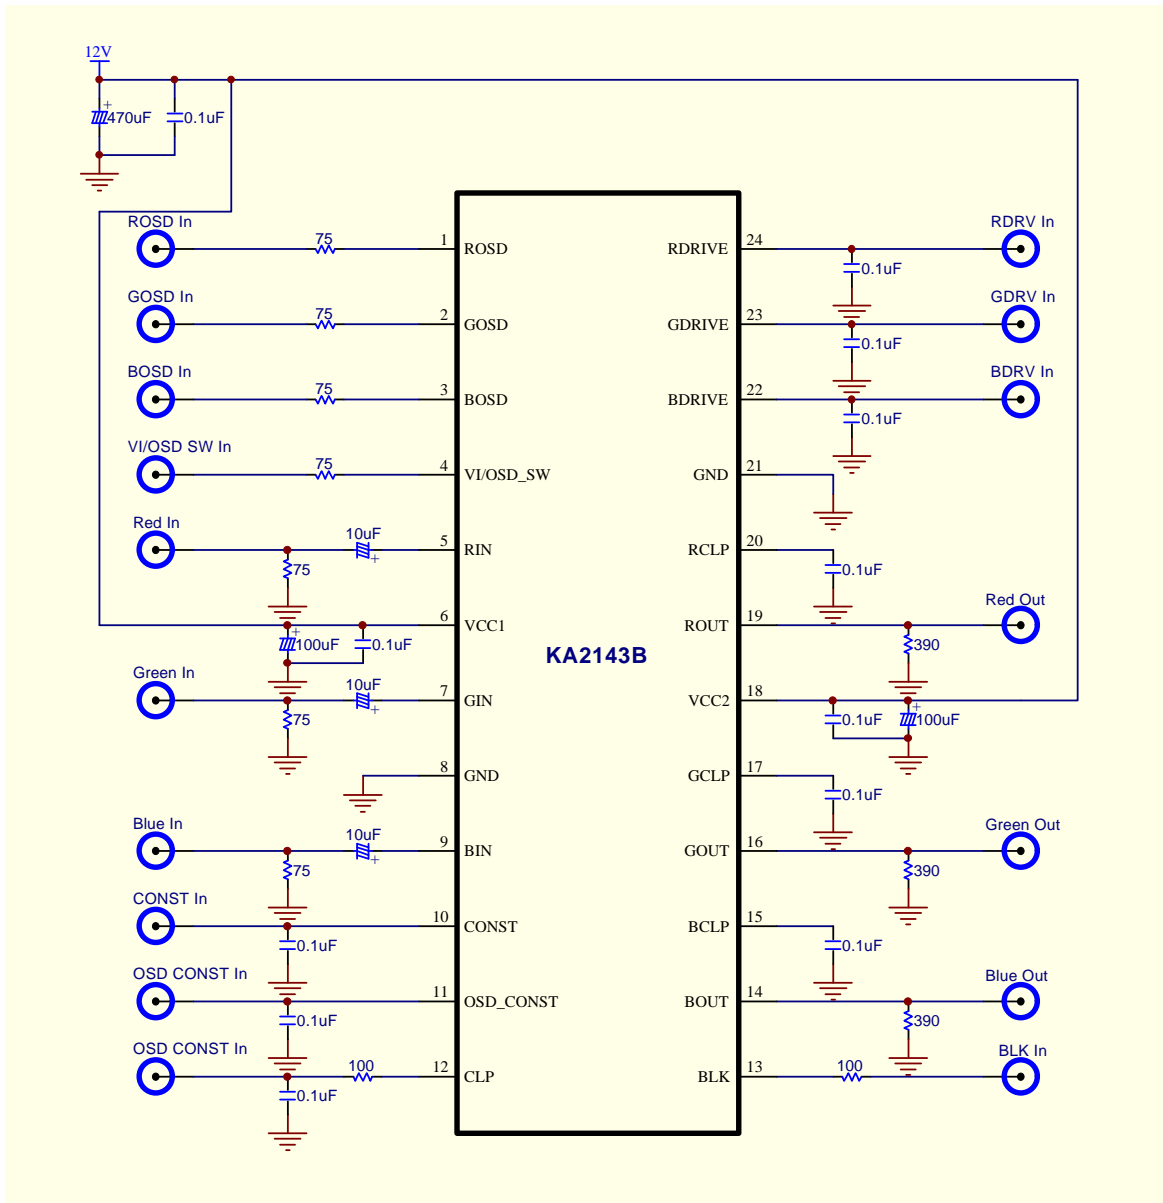 12V
+
470uF 0.1uF
ROSD In
75 1 ROSD RDRIVE 24 RDRV In
0.1uF
GOSD In
75 2 GOSD GDRIVE 23 GDRV In
0.1uF
BOSD In
75 3 BOSD BDRIVE 22 BDRV In
0.1uF
VI/OSD SW In
75 4 VI/OSD_SW GND 21
Red In
10uF + 5 RIN RCLP 20
75 0.1uF
Red Out
6 VCC1 ROUT 19
+ 100uF 0.1uF 390
KA2143B
Green In
10uF + 7 GIN VCC2 18
75 0.1uF + 100uF
8 GND GCLP 17
0.1uF
Blue In
10uF + 9 BIN GOUT 16 Green Out
75 390
CONST In
10 CONST BCLP 15
0.1uF 0.1uF
OSD CONST In
11 OSD_CONST BOUT 14 Blue Out
0.1uF 390
OSD CONST In
100 12 CLP BLK 13 100 BLK In
0.1uF